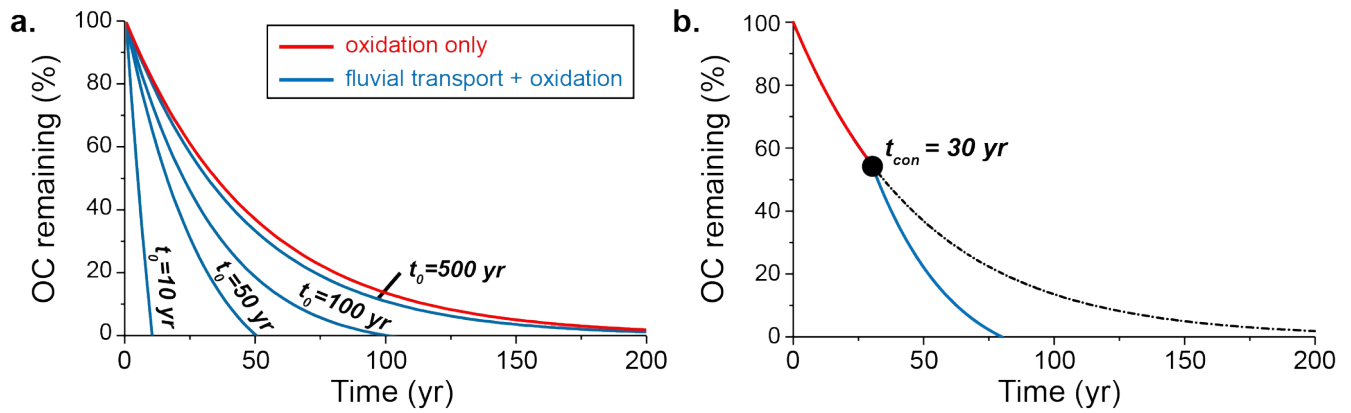 a.
OC remaining (%)
100
80
60
40
20
0
oxidation only
fluvial transport + oxidation
t0=10 yr
t0=50 yr
t0=100 yr
t0=500 yr
0
50
100
150
200
Time (yr)
b.
OC remaining (%)
100
80
60
40
20
0
tcon = 30 yr
0
50
100
150
200
Time (yr)